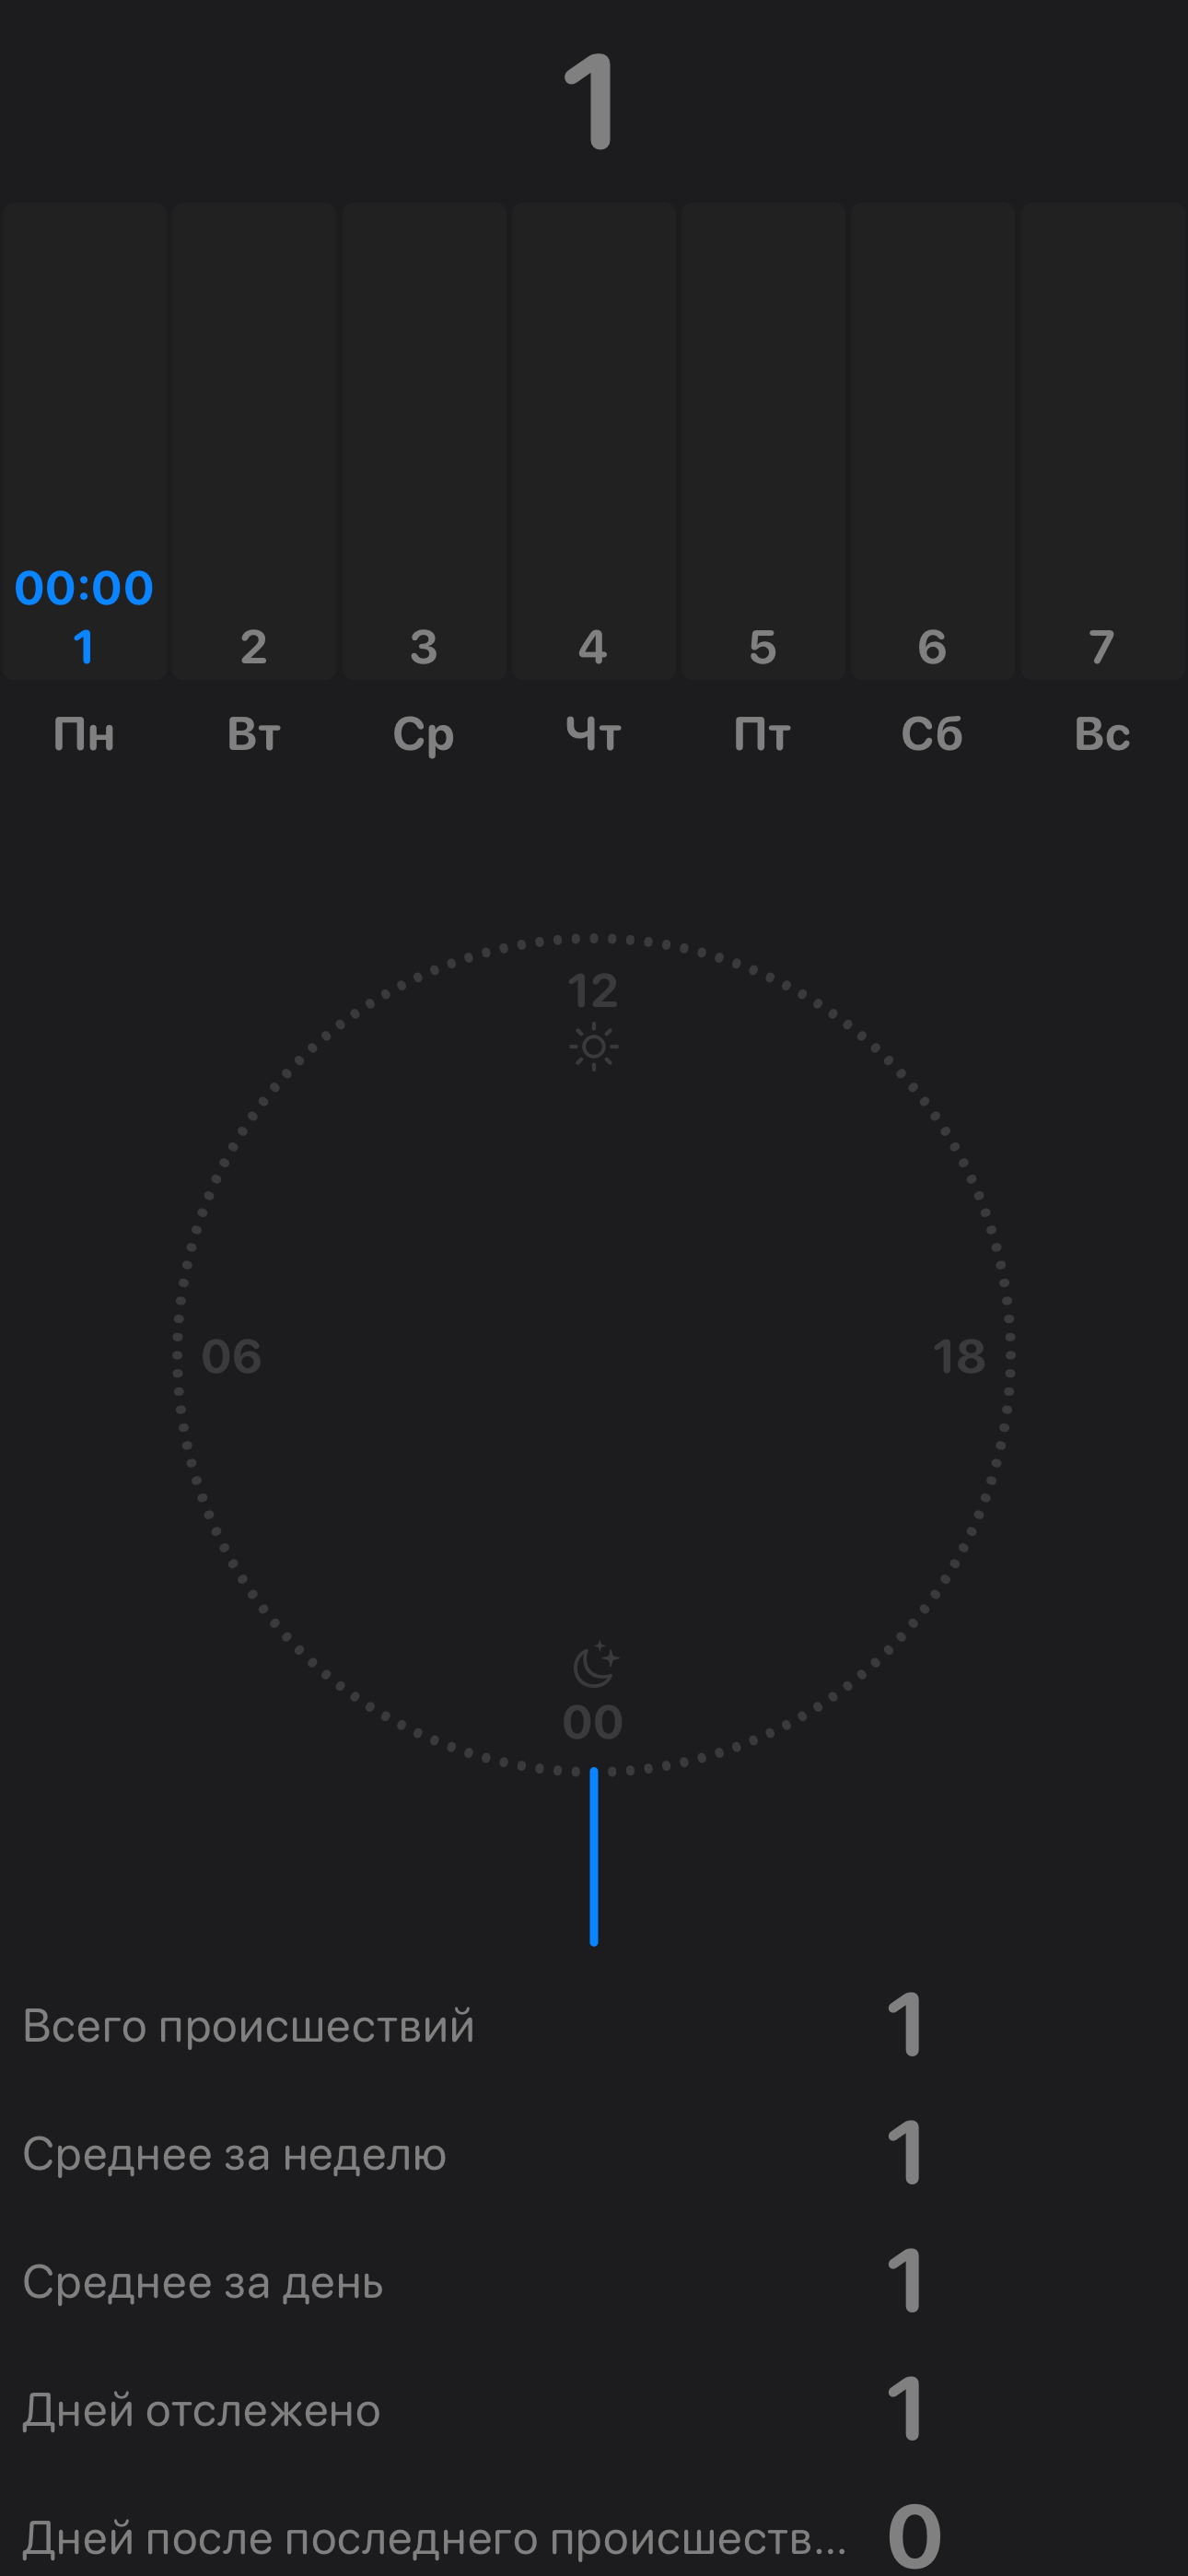 1
00:00
1 2 3 4 5 6 7
Пн Вт Ср Чт Пт Сб Вс
12
06 18
00
Всего происшествий 1
Среднее за неделю 1
Среднее за день 1
Дней отслежено 1
Дней после последнего происшеств... 0